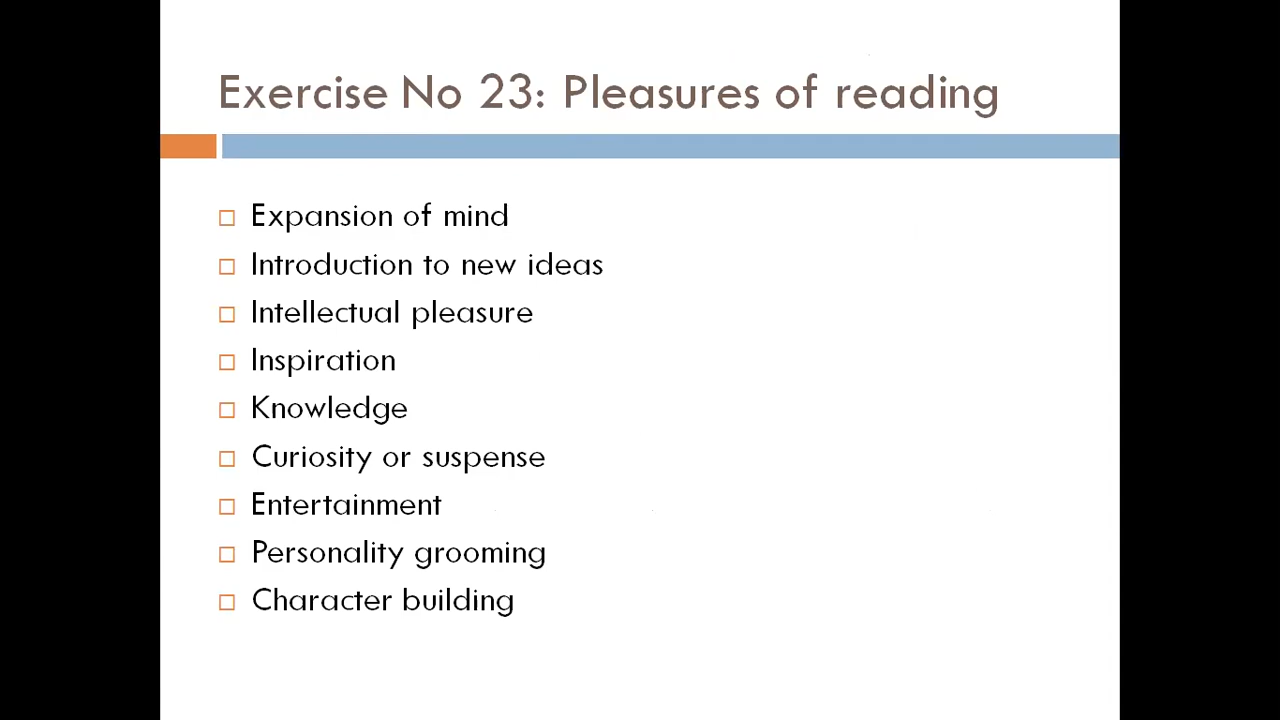 Exercise No 23: Pleasures of reading
Expansion of mind
Introduction to new ideas
Intellectual pleasure
Inspiration
Knowledge
Curiosity or suspense
Entertainment
Personality grooming
Character building